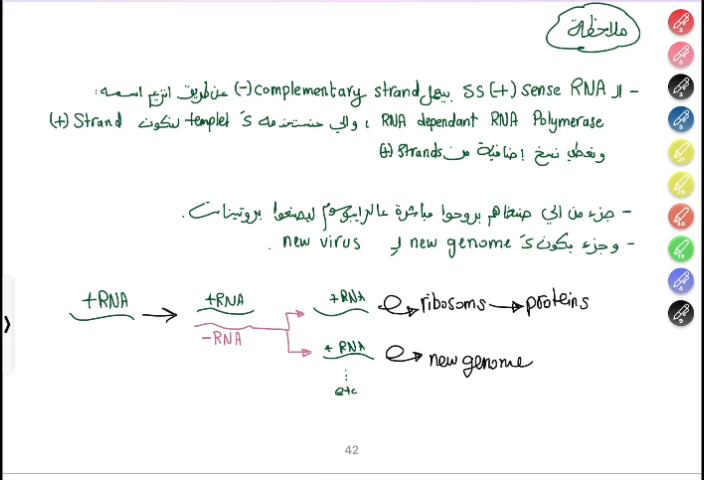 ملاحظة
- الـ ss (+) sense RNA بيعمل complementary strand (-) عن طريق انزيم اسمه:
RNA dependant RNA Polymerase ، والي حنستخدمه كـ templet لنكون (+) Strand
ونعطي نسخ إضافية من (+) Strands
- جزء من الي صنعناهم بروحوا مباشرة عالرايبوسوم ليصنعوا بروتينات.
- وجزء بكون كـ new genome لـ new virus .
+RNA → +RNA
-RNA
+RNA → ribosoms → proteins
+ RNA → new genome
⋮
etc
42